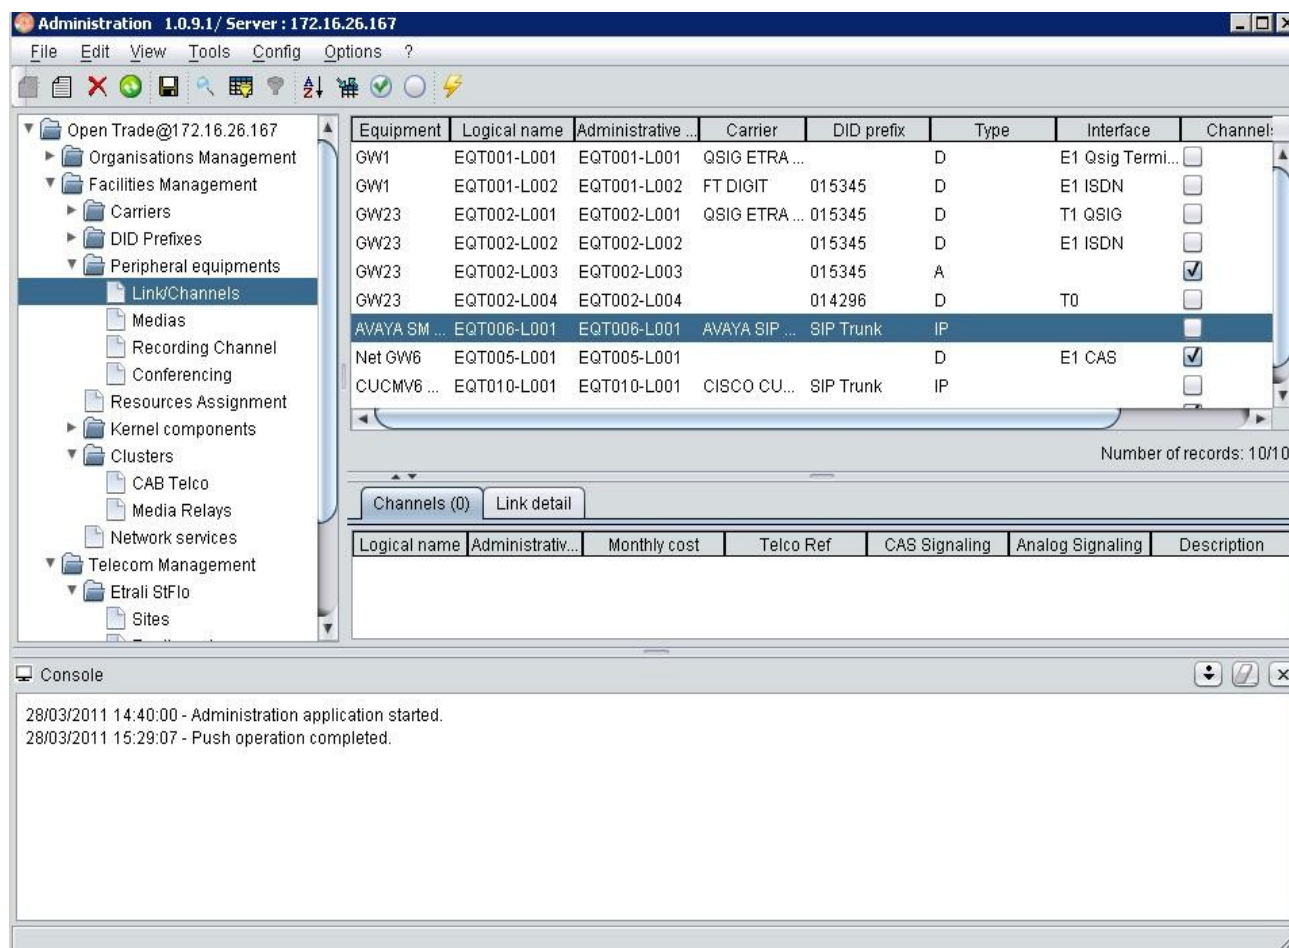 Administration 1.0.9.1/ Server : 172.16.26.167
File Edit View Tools Config Options ?
Open Trade@172.16.26.167
Organisations Management
Facilities Management
Carriers
DID Prefixes
Peripheral equipments
Link/Channels
Medias
Recording Channel
Conferencing
Resources Assignment
Kernel components
Clusters
CAB Telco
Media Relays
Network services
Telecom Management
Etrali StFlo
Sites
Equipment Logical name Administrative ... Carrier DID prefix Type Interface Channel
GW1 EQT001-L001 EQT001-L001 QSIG ETRA ... D E1 Qsig Termi...
GW1 EQT001-L002 EQT001-L002 FT DIGIT 015345 D E1 ISDN
GW23 EQT002-L001 EQT002-L001 QSIG ETRA ... 015345 D T1 QSIG
GW23 EQT002-L002 EQT002-L002 015345 D E1 ISDN
GW23 EQT002-L003 EQT002-L003 015345 A
GW23 EQT002-L004 EQT002-L004 014296 D T0
AVAYA SM ... EQT006-L001 EQT006-L001 AVAYA SIP ... SIP Trunk IP
Net GW6 EQT005-L001 EQT005-L001 D E1 CAS
CUCMV6 ... EQT010-L001 EQT010-L001 CISCO CU... SIP Trunk IP
Number of records: 10/10
Channels (0) Link detail
Logical name Administrativ... Monthly cost Telco Ref CAS Signaling Analog Signaling Description
Console
28/03/2011 14:40:00 - Administration application started.
28/03/2011 15:29:07 - Push operation completed.